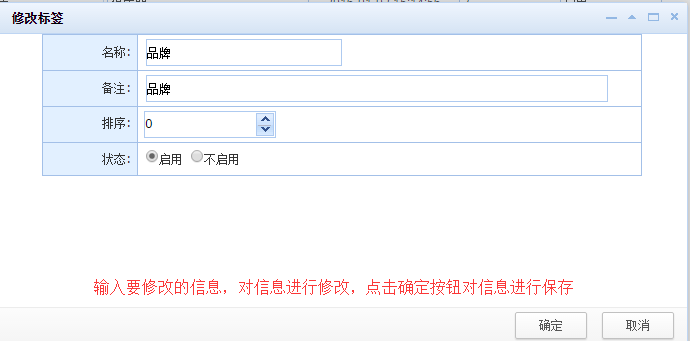 修改标签
名称: 品牌
备注: 品牌
排序: 0
状态: 启用 不启用
输入要修改的信息，对信息进行修改，点击确定按钮对信息进行保存
确定 取消